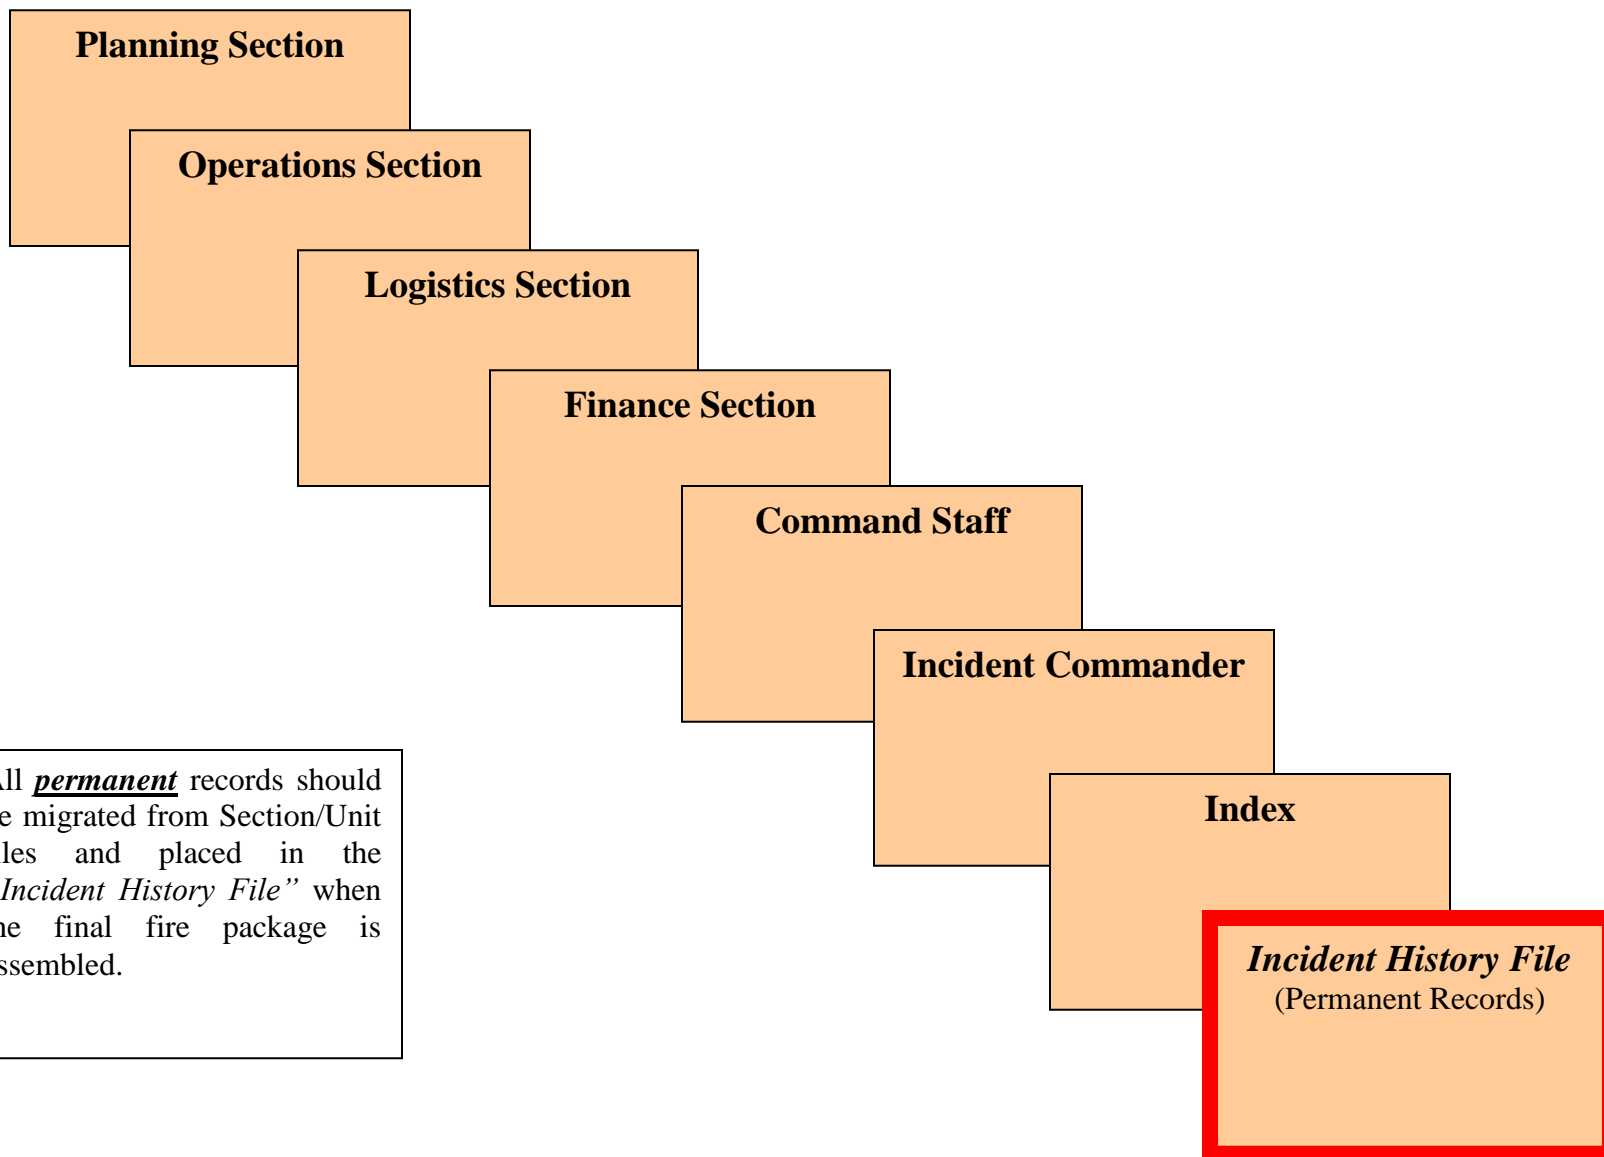 Planning Section
Operations Section
Logistics Section
Finance Section
Command Staff
Incident Commander
Index
All permanent records should
e migrated from Section/Unit
les and placed in the
Incident History File” when
he final fire package is
ssembled.
Incident History File
(Permanent Records)